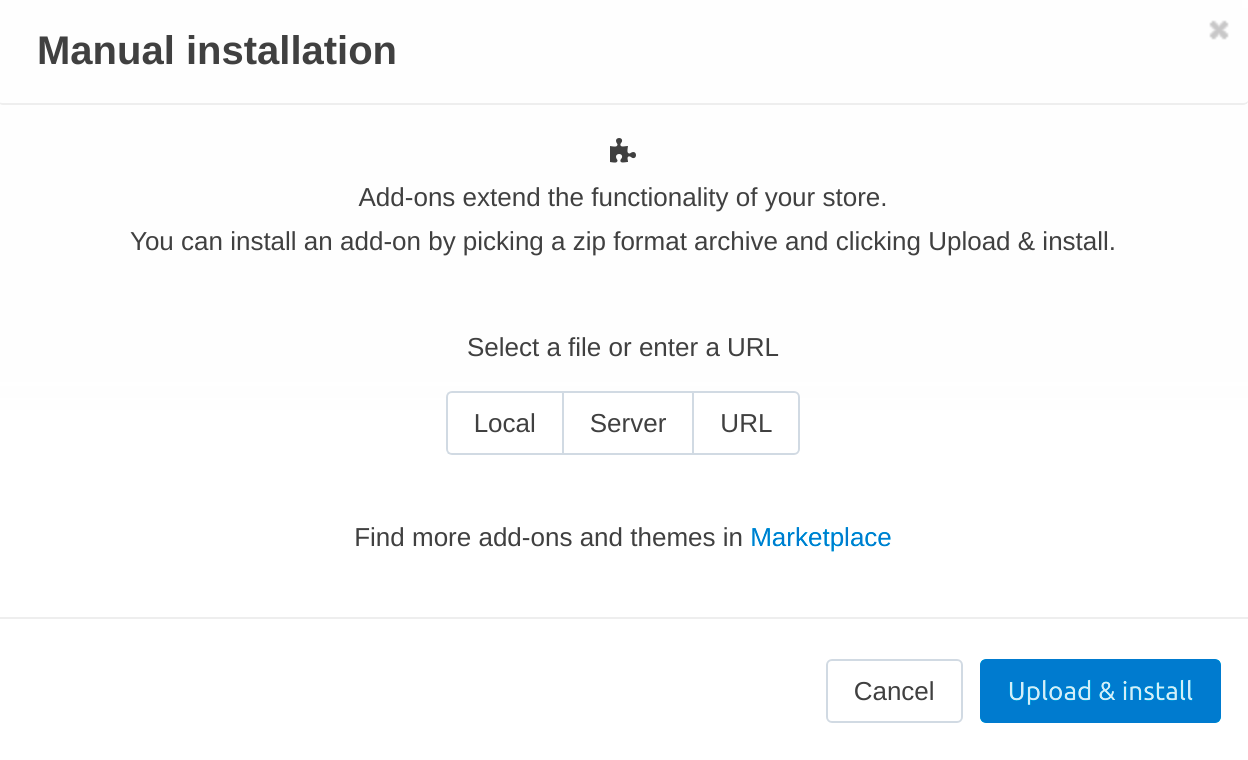 Manual installation
Add-ons extend the functionality of your store.
You can install an add-on by picking a zip format archive and clicking Upload & install.
Select a file or enter a URL
Local Server URL
Find more add-ons and themes in Marketplace
Cancel Upload & install